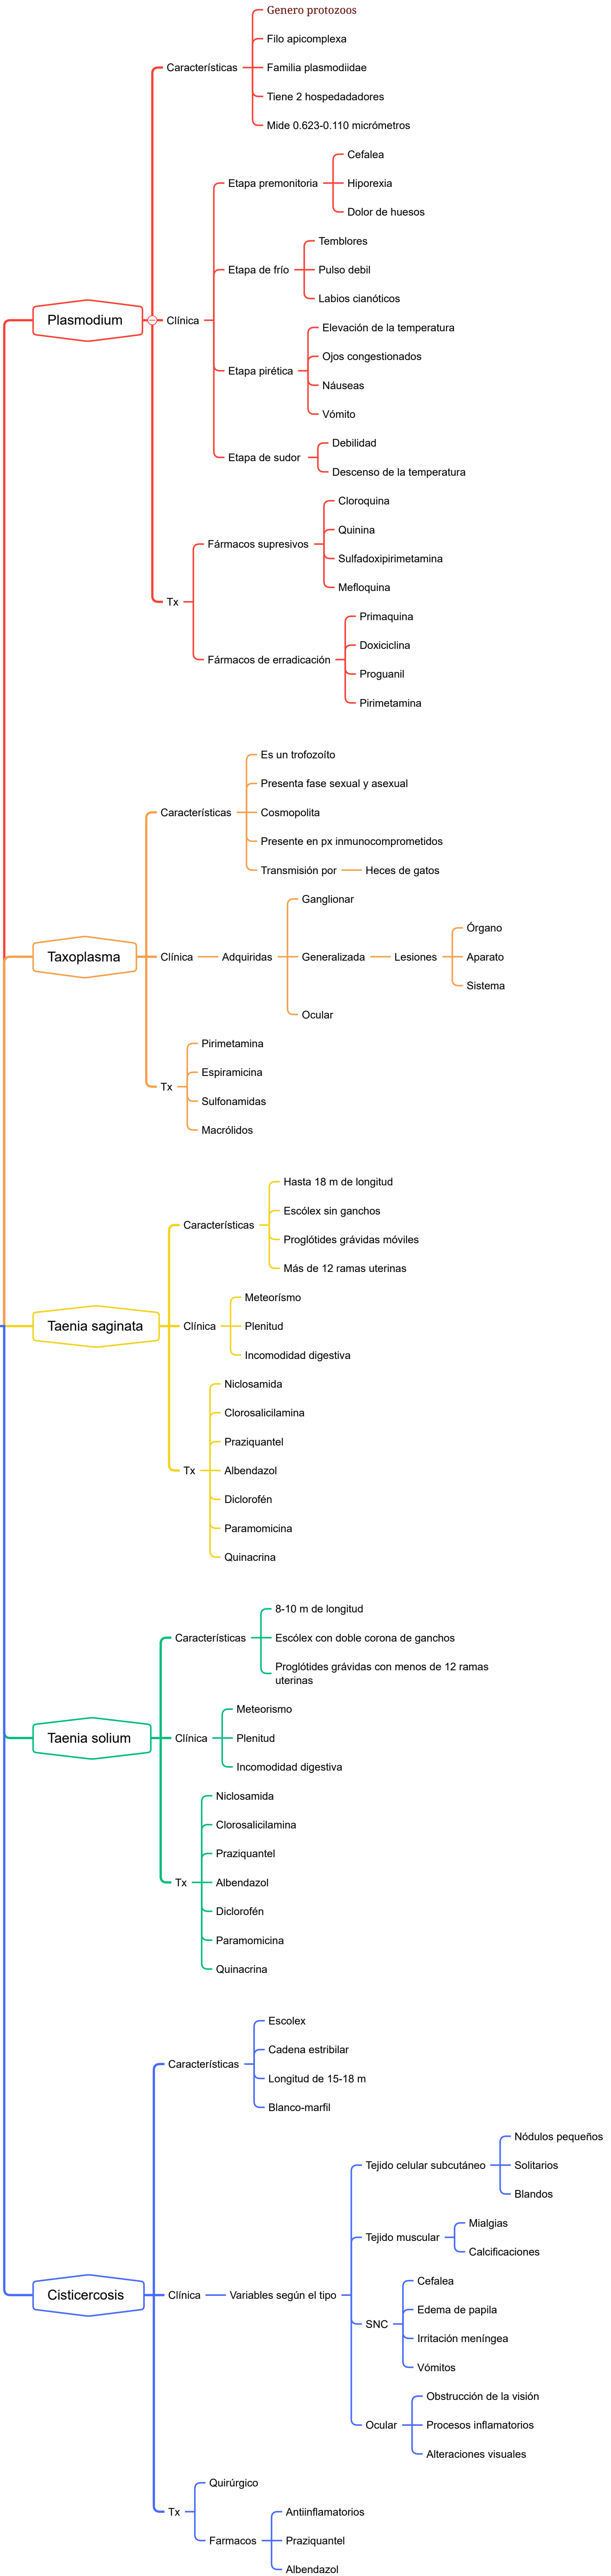 Genero protozoos
Filo apicomplexa
Características
Familia plasmodiidae
Tiene 2 hospedadadores
Mide 0.623-0.110 micrómetros
Cefalea
Etapa premonitoria
Hiporexia
Dolor de huesos
Temblores
Etapa de frío
Pulso debil
Labios cianóticos
Plasmodium
Clínica
Elevación de la temperatura
Ojos congestionados
Etapa pirética
Náuseas
Vómito
Debilidad
Etapa de sudor
Descenso de la temperatura
Cloroquina
Quinina
Fármacos supresivos
Sulfadoxipirimetamina
Mefloquina
Tx
Primaquina
Doxiciclina
Fármacos de erradicación
Proguanil
Pirimetamina
Es un trofozoíto
Presenta fase sexual y asexual
Características
Cosmopolita
Presente en px inmunocomprometidos
Transmisión por
Heces de gatos
Ganglionar
Órgano
Taxoplasma
Clínica
Adquiridas
Generalizada
Lesiones
Aparato
Sistema
Ocular
Pirimetamina
Espiramicina
Tx
Sulfonamidas
Macrólidos
Hasta 18 m de longitud
Escólex sin ganchos
Características
Proglótides grávidas móviles
Más de 12 ramas uterinas
Meteorísmo
Taenia saginata
Clínica
Plenitud
Incomodidad digestiva
Niclosamida
Clorosalicilamina
Praziquantel
Tx
Albendazol
Diclorofén
Paramomicina
Quinacrina
8-10 m de longitud
Características
Escólex con doble corona de ganchos
Proglótides grávidas con menos de 12 ramas
uterinas
Meteorismo
Taenia solium
Clínica
Plenitud
Incomodidad digestiva
Niclosamida
Clorosalicilamina
Praziquantel
Tx
Albendazol
Diclorofén
Paramomicina
Quinacrina
Escolex
Cadena estribilar
Características
Longitud de 15-18 m
Blanco-marfil
Nódulos pequeños
Tejido celular subcutáneo
Solitarios
Blandos
Mialgias
Tejido muscular
Calcificaciones
Cisticercosis
Clínica
Variables según el tipo
Cefalea
Edema de papila
SNC
Irritación meníngea
Vómitos
Obstrucción de la visión
Ocular
Procesos inflamatorios
Alteraciones visuales
Quirúrgico
Tx
Antiinflamatorios
Farmacos
Praziquantel
Albendazol